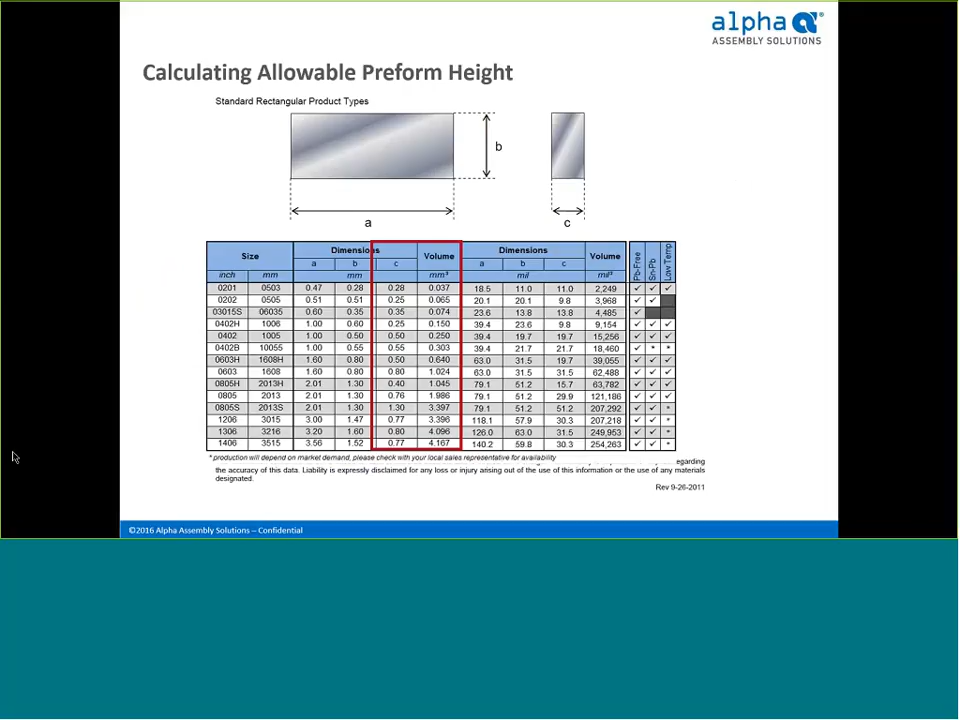 alpha
ASSEMBLY SOLUTIONS
Calculating Allowable Preform Height
Standard Rectangular Product Types
b
a
c
Size Dimensions Volume Dimensions Volume Pb-Free Sn-Pb Low Temp
a b c a b c
inch mm mm mm³ mil mil³
0201 0503 0.47 0.28 0.28 0.037 18.5 11.0 11.0 2,249 ✓ ✓ ✓
0202 0505 0.51 0.51 0.25 0.065 20.1 20.1 9.8 3,968 ✓ ✓
03015S 06035 0.60 0.35 0.35 0.074 23.6 13.8 13.8 4,485 ✓
0402H 1006 1.00 0.60 0.25 0.150 39.4 23.6 9.8 9,154 ✓ ✓ ✓
0402 1005 1.00 0.50 0.50 0.250 39.4 19.7 19.7 15,256 ✓ ✓ ✓
0402B 10055 1.00 0.55 0.55 0.303 39.4 21.7 21.7 18,460 ✓ * *
0603H 1608H 1.60 0.80 0.50 0.640 63.0 31.5 19.7 39,055 ✓ ✓ ✓
0603 1608 1.60 0.80 0.80 1.024 63.0 31.5 31.5 62,488 ✓ ✓ ✓
0805H 2013H 2.01 1.30 0.40 1.045 79.1 51.2 15.7 63,782 ✓ ✓ ✓
0805 2013 2.01 1.30 0.76 1.986 79.1 51.2 29.9 121,186 ✓ ✓ ✓
0805S 2013S 2.01 1.30 1.30 3.397 79.1 51.2 51.2 207,292 ✓ ✓ *
1206 3015 3.00 1.47 0.77 3.396 118.1 57.9 30.3 207,218 ✓ ✓ *
1306 3216 3.20 1.60 0.80 4.096 126.0 63.0 31.5 249,953 ✓ ✓ *
1406 3515 3.56 1.52 0.77 4.167 140.2 59.8 30.3 254,263 ✓ ✓ *
* production will depend on market demand, please check with your local sales representative for availability
regarding
the accuracy of this data. Liability is expressly disclaimed for any loss or injury arising out of the use of this information or the use of any materials
designated.
Rev 9-26-2011
©2016 Alpha Assembly Solutions – Confidential